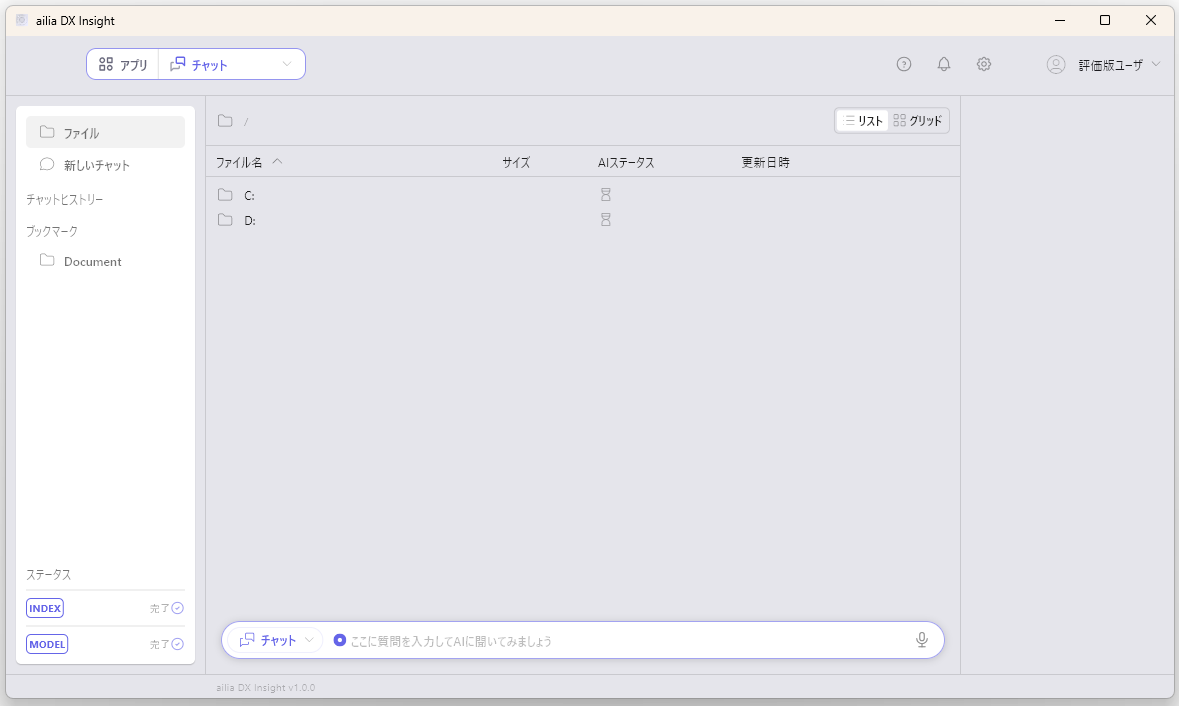 ailia DX Insight
アプリ チャット 評価版ユーザ
ファイル
新しいチャット
チャットヒストリー
ブックマーク
Document
ステータス
INDEX 完了
MODEL 完了
/ リスト グリッド
ファイル名 サイズ AIステータス 更新日時
C:
D:
チャット ここに質問を入力してAIに聞いてみましょう
ailia DX Insight v1.0.0